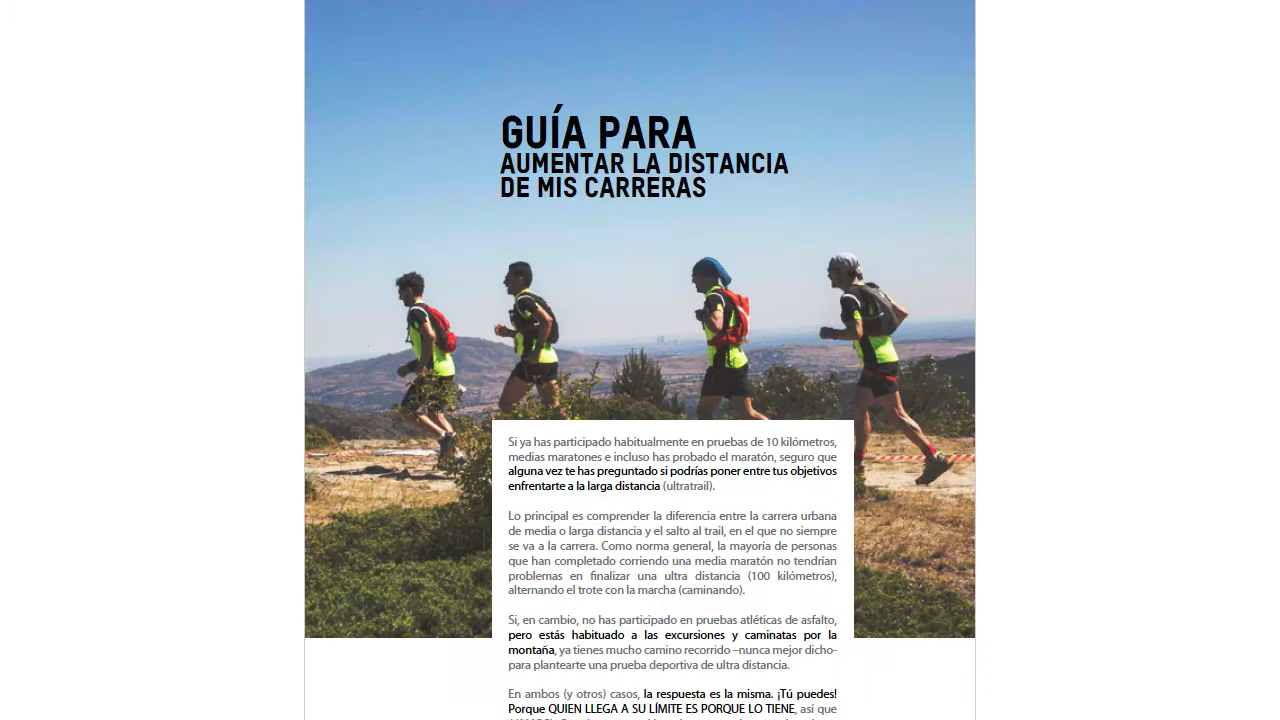 GUÍA PARA
AUMENTAR LA DISTANCIA
DE MIS CARRERAS
Si ya has participado habitualmente en pruebas de 10 kilómetros,
medias maratones e incluso has probado el maratón, seguro que
alguna vez te has preguntado si podrías poner entre tus objetivos
enfrentarte a la larga distancia (ultratrail).
Lo principal es comprender la diferencia entre la carrera urbana
de media o larga distancia y el salto al trail, en el que no siempre
se va a la carrera. Como norma general, la mayoría de personas
que han completado corriendo una media maratón no tendrían
problemas en finalizar una ultra distancia (100 kilómetros),
alternando el trote con la marcha (caminando).
Si, en cambio, no has participado en pruebas atléticas de asfalto,
pero estás habituado a las excursiones y caminatas por la
montaña, ya tienes mucho camino recorrido –nunca mejor dicho-
para plantearte una prueba deportiva de ultra distancia.
En ambos (y otros) casos, la respuesta es la misma. ¡Tú puedes!
Porque QUIEN LLEGA A SU LÍMITE ES PORQUE LO TIENE, así que